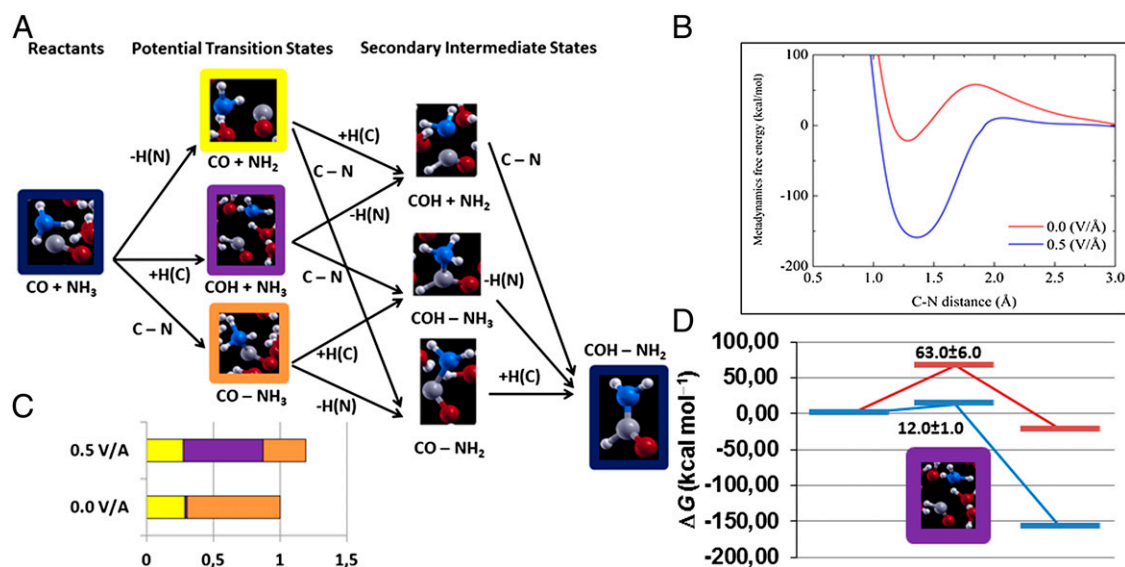 A
Reactants
Potential Transition States
Secondary Intermediate States
-H(N)
+H(C)
C – N
CO + NH3
CO + NH2
COH + NH3
CO – NH3
+H(C)
C – N
-H(N)
C – N
+H(C)
-H(N)
COH + NH2
COH – NH3
CO – NH2
C – N
-H(N)
+H(C)
COH – NH2
B
Metadynamics free energy (kcal/mol)
100
0
-100
-200
0.5
1.0
1.5
2.0
2.5
3.0
0.0 (V/Å)
0.5 (V/Å)
C-N distance (Å)
C
0.5 V/A
0.0 V/A
0
0,5
1
1,5
D
ΔG (kcal mol⁻¹)
100,00
50,00
0,00
-50,00
-100,00
-150,00
-200,00
63.0±6.0
12.0±1.0